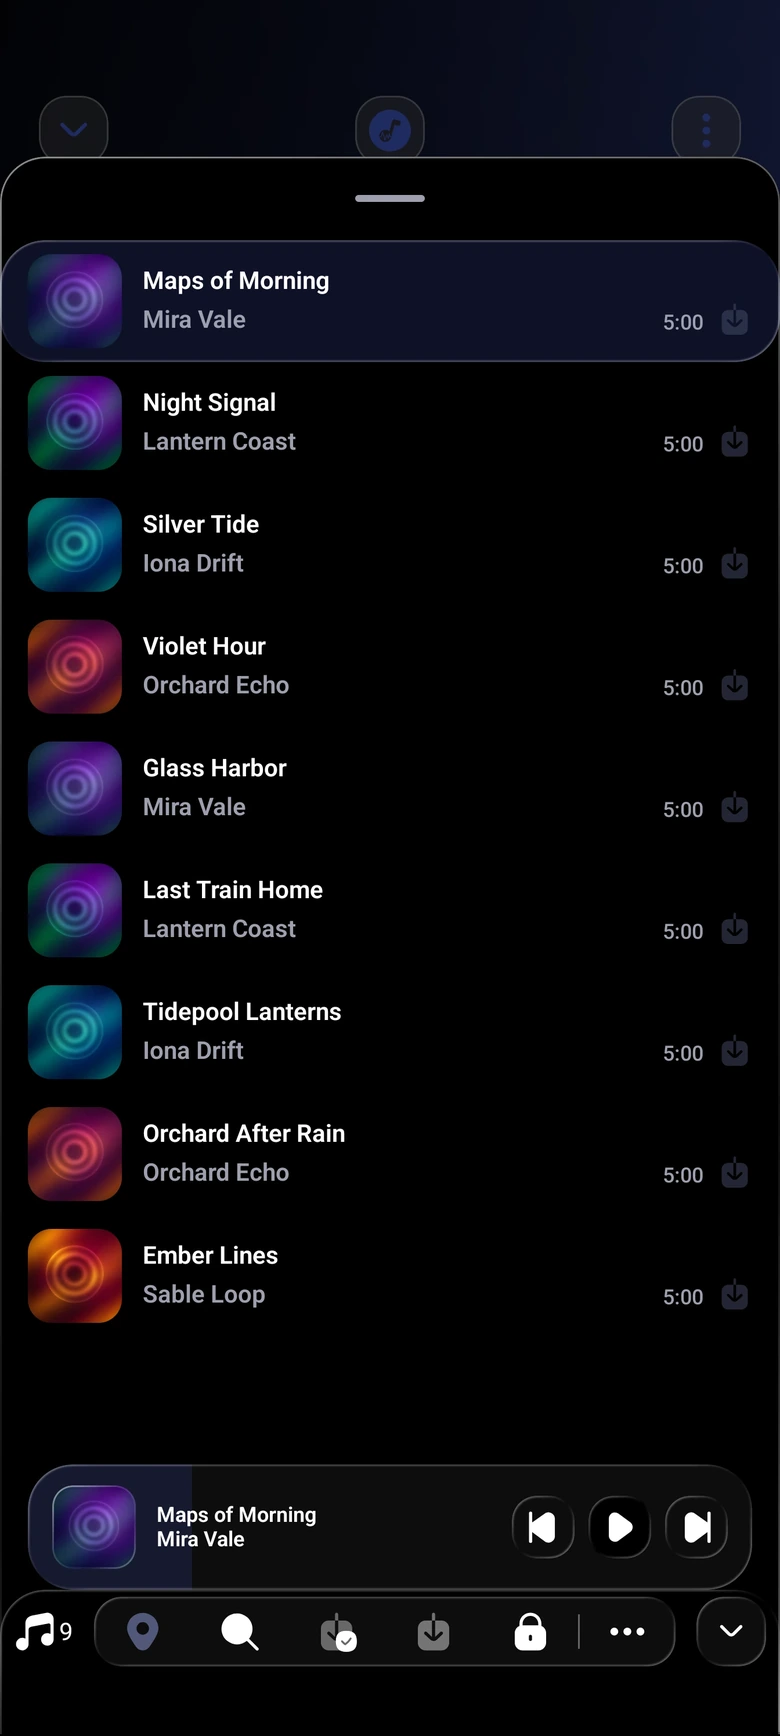 Maps of Morning
Mira Vale
5:00
Night Signal
Lantern Coast
5:00
Silver Tide
Iona Drift
5:00
Violet Hour
Orchard Echo
5:00
Glass Harbor
Mira Vale
5:00
Last Train Home
Lantern Coast
5:00
Tidepool Lanterns
Iona Drift
5:00
Orchard After Rain
Orchard Echo
5:00
Ember Lines
Sable Loop
5:00
Maps of Morning
Mira Vale
9